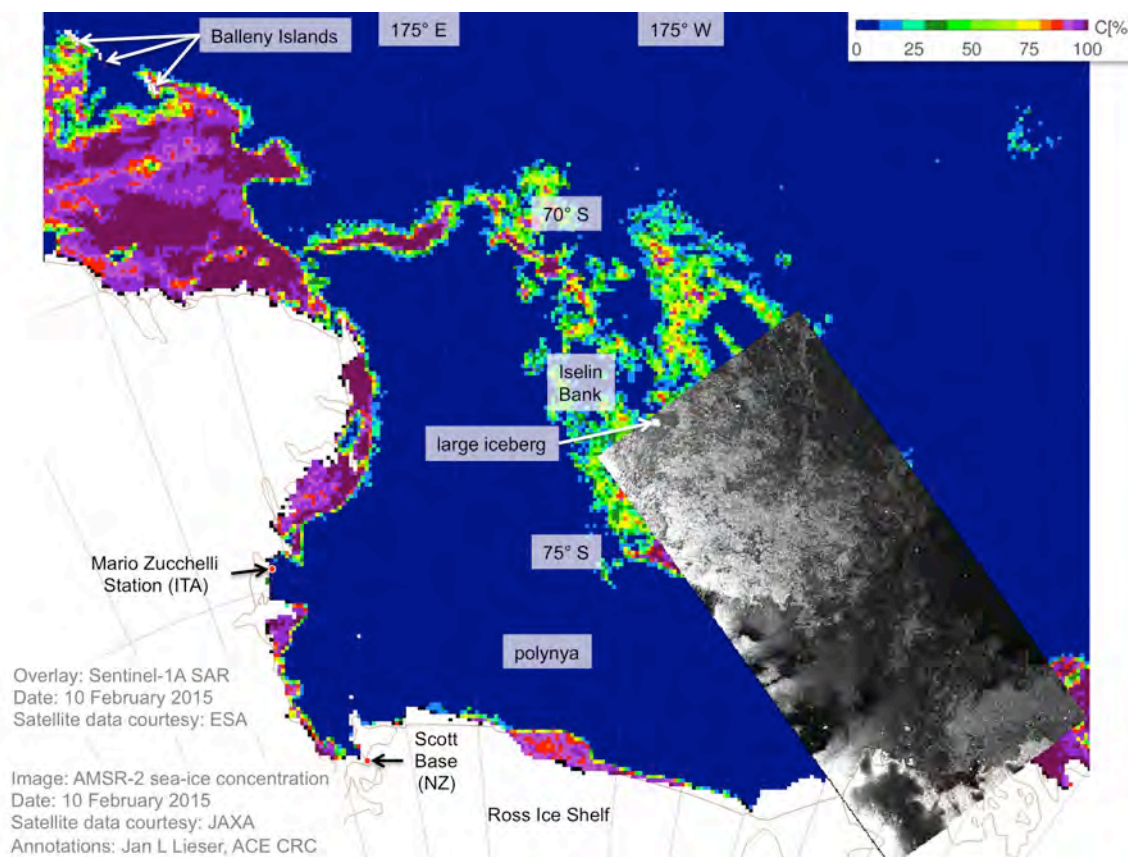 Balleny Islands
175° E
175° W
C[%
0 25 50 75 100
70° S
Iselin
Bank
large iceberg
75° S
Mario Zucchelli
Station (ITA)
polynya
Overlay: Sentinel-1A SAR
Date: 10 February 2015
Satellite data courtesy: ESA
Scott
Base
(NZ)
Ross Ice Shelf
Image: AMSR-2 sea-ice concentration
Date: 10 February 2015
Satellite data courtesy: JAXA
Annotations: Jan L Lieser, ACE CRC